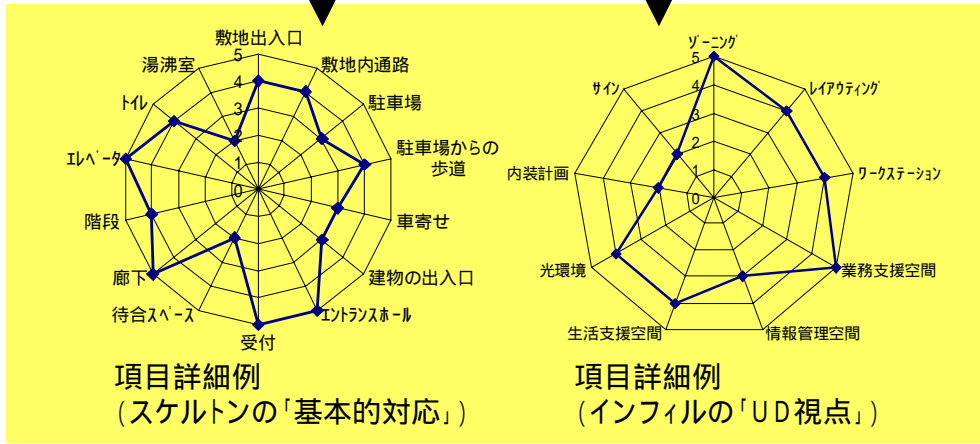 敷地出入口
敷地内通路
駐車場
駐車場からの
歩道
車寄せ
建物の出入口
エントランスホール
受付
待合スペース
廊下
階段
エレベータ
トイレ
湯沸室
5
4
3
2
1
0
項目詳細例
(スケルトンの「基本的対応」)
ゾーニング
レイアウティング
ワークステーション
業務支援空間
情報管理空間
生活支援空間
光環境
内装計画
サイン
5
4
3
2
1
0
項目詳細例
(インフィルの「UD視点」)